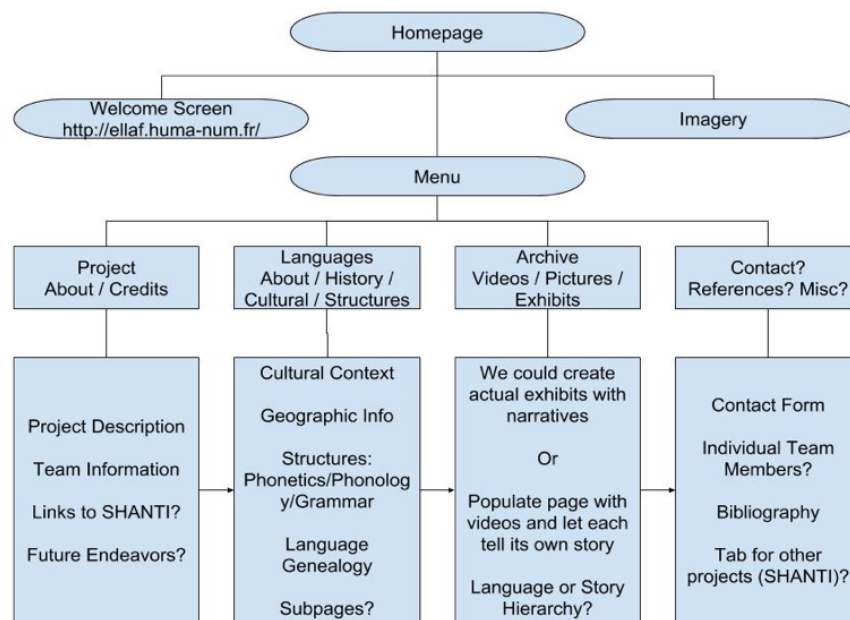 Homepage
Welcome Screen
http://ellaf.huma-num.fr/
Imagery
Menu
Project
About / Credits
Languages
About / History /
Cultural / Structures
Archive
Videos / Pictures /
Exhibits
Contact?
References? Misc?
Project Description
Team Information
Links to SHANTI?
Future Endeavors?
Cultural Context
Geographic Info
Structures:
Phonetics/Phonolog
y/Grammar
Language
Genealogy
Subpages?
We could create
actual exhibits with
narratives
Or
Populate page with
videos and let each
tell its own story
Language or Story
Hierarchy?
Contact Form
Individual Team
Members?
Bibliography
Tab for other
projects (SHANTI)?